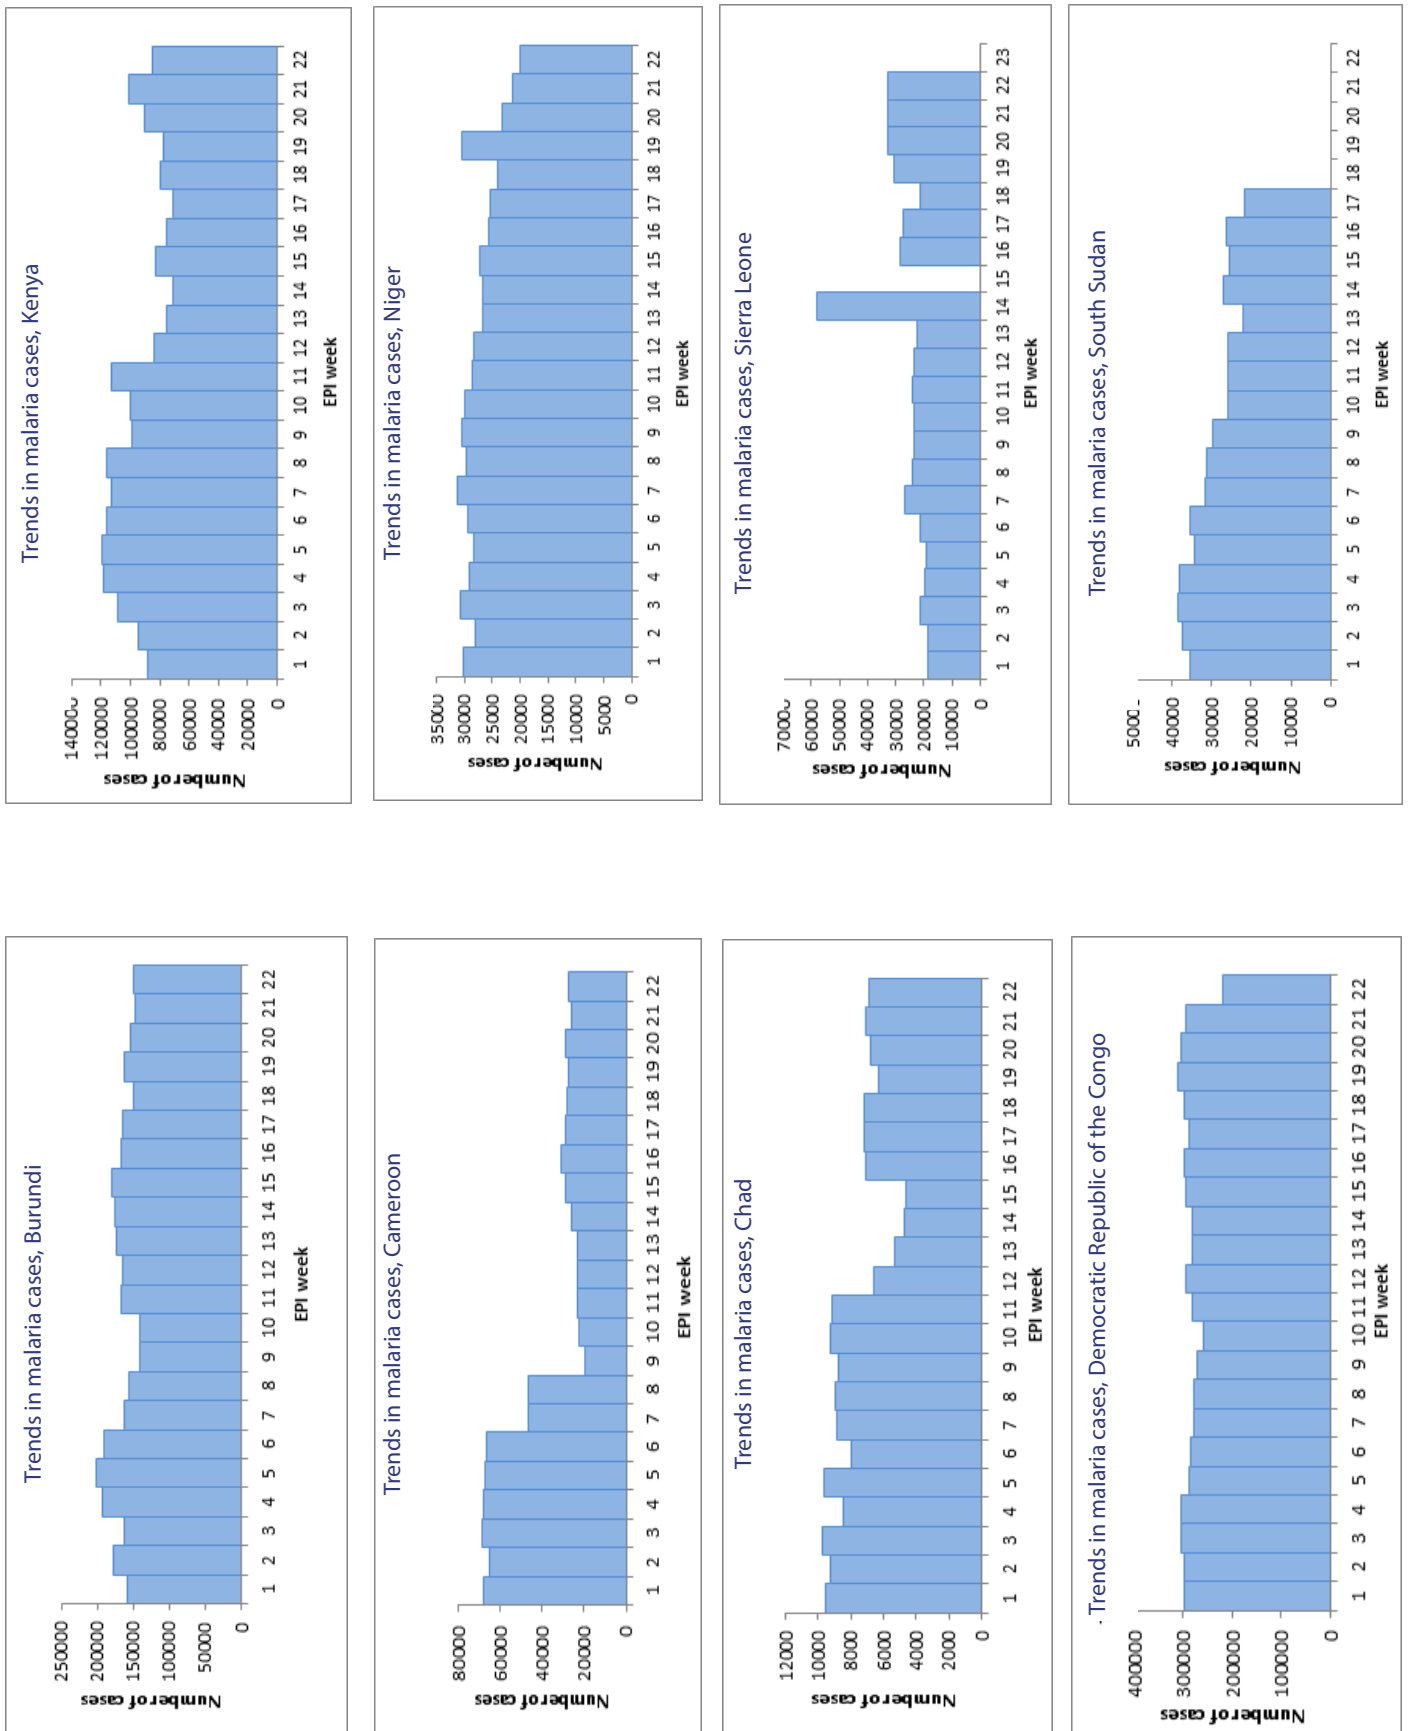 Trends in malaria cases, Burundi
Number of cases
250000
200000
150000
100000
50000
0
1 2 3 4 5 6 7 8 9 10 11 12 13 14 15 16 17 18 19 20 21 22
EPI week
Trends in malaria cases, Kenya
Number of cases
120000
100000
80000
60000
40000
20000
0
1 2 3 4 5 6 7 8 9 10 11 12 13 14 15 16 17 18 19 20 21 22
EPI week
Trends in malaria cases, Cameroon
Number of cases
80000
60000
40000
20000
0
1 2 3 4 5 6 7 8 9 10 11 12 13 14 15 16 17 18 19 20 21 22
EPI week
Trends in malaria cases, Niger
Number of cases
30000
25000
20000
15000
10000
5000
0
1 2 3 4 5 6 7 8 9 10 11 12 13 14 15 16 17 18 19 20 21 22
EPI week
Trends in malaria cases, Chad
Number of cases
12000
10000
8000
6000
4000
2000
0
1 2 3 4 5 6 7 8 9 10 11 12 13 14 15 16 17 18 19 20 21 22
EPI week
Trends in malaria cases, Sierra Leone
Number of cases
60000
50000
40000
30000
20000
10000
0
1 2 3 4 5 6 7 8 9 10 11 12 13 14 15 16 17 18 19 20 21 22 23
EPI week
. Trends in malaria cases, Democratic Republic of the Congo
Number of cases
400000
300000
200000
100000
0
1 2 3 4 5 6 7 8 9 10 11 12 13 14 15 16 17 18 19 20 21 22
EPI week
Trends in malaria cases, South Sudan
Number of cases
40000
30000
20000
10000
0
1 2 3 4 5 6 7 8 9 10 11 12 13 14 15 16 17 18 19 20 21 22
EPI week